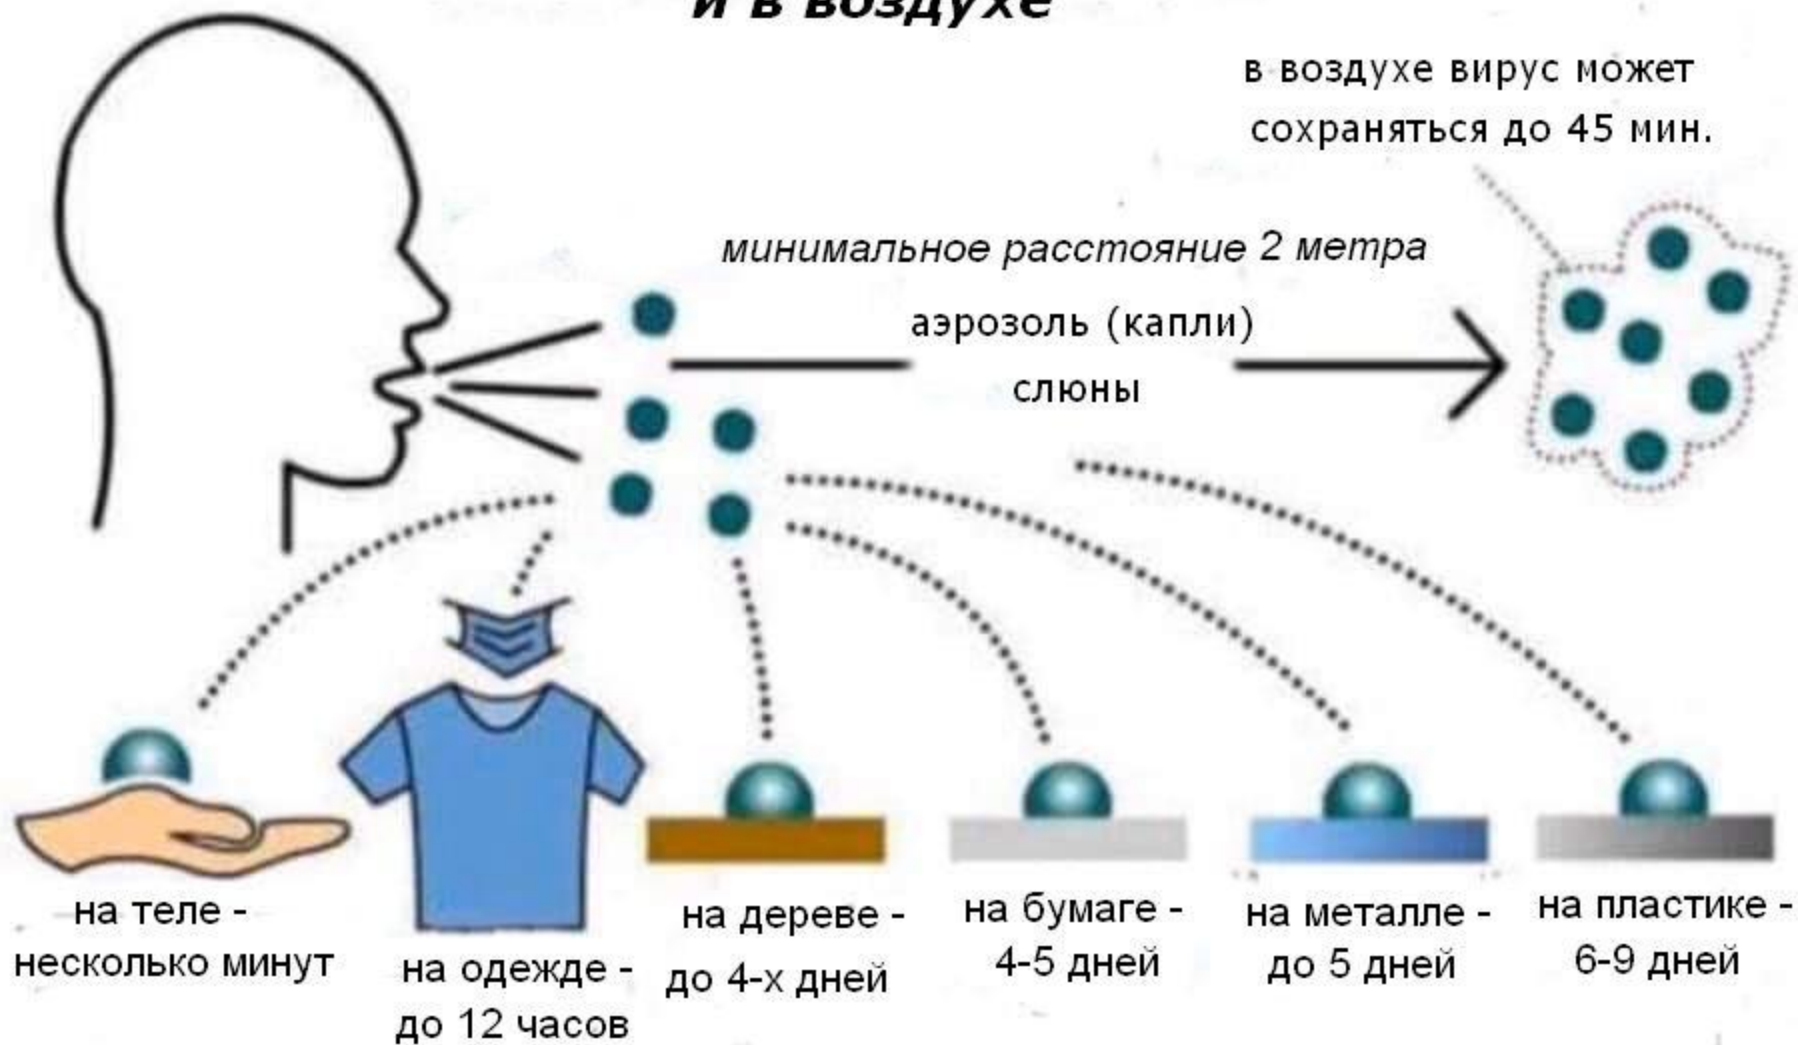 и в воздухе
в воздухе вирус может
сохраняться до 45 мин.
минимальное расстояние 2 метра
аэрозоль (капли)
слюны
на теле -
несколько минут
на одежде -
до 12 часов
на дереве -
до 4-х дней
на бумаге -
4-5 дней
на металле -
до 5 дней
на пластике -
6-9 дней